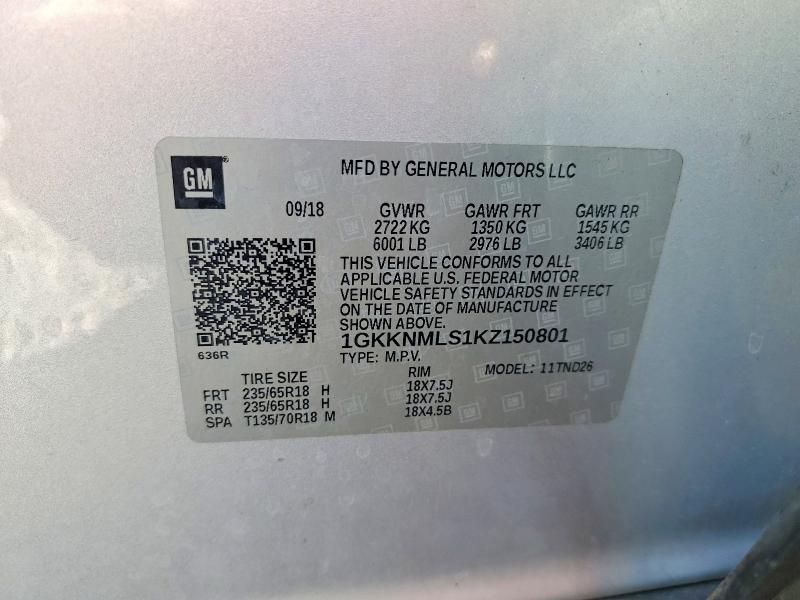 GM ®
MFD BY GENERAL MOTORS LLC
09/18 GVWR GAWR FRT GAWR RR
2722 KG 1350 KG 1545 KG
6001 LB 2976 LB 3406 LB
THIS VEHICLE CONFORMS TO ALL
APPLICABLE U.S. FEDERAL MOTOR
VEHICLE SAFETY STANDARDS IN EFFECT
ON THE DATE OF MANUFACTURE
SHOWN ABOVE.
1GKKNMLS1KZ150801
636R
TYPE: M.P.V. MODEL: 11TND26
TIRE SIZE RIM
FRT 235/65R18 H 18X7.5J
RR 235/65R18 H 18X7.5J
SPA T135/70R18 M 18X4.5B